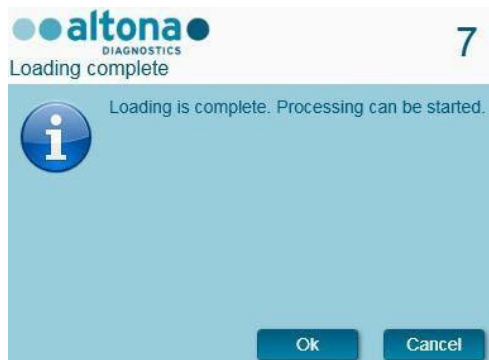 altona
DIAGNOSTICS
7
Loading complete
Loading is complete. Processing can be started.
Ok
Cancel